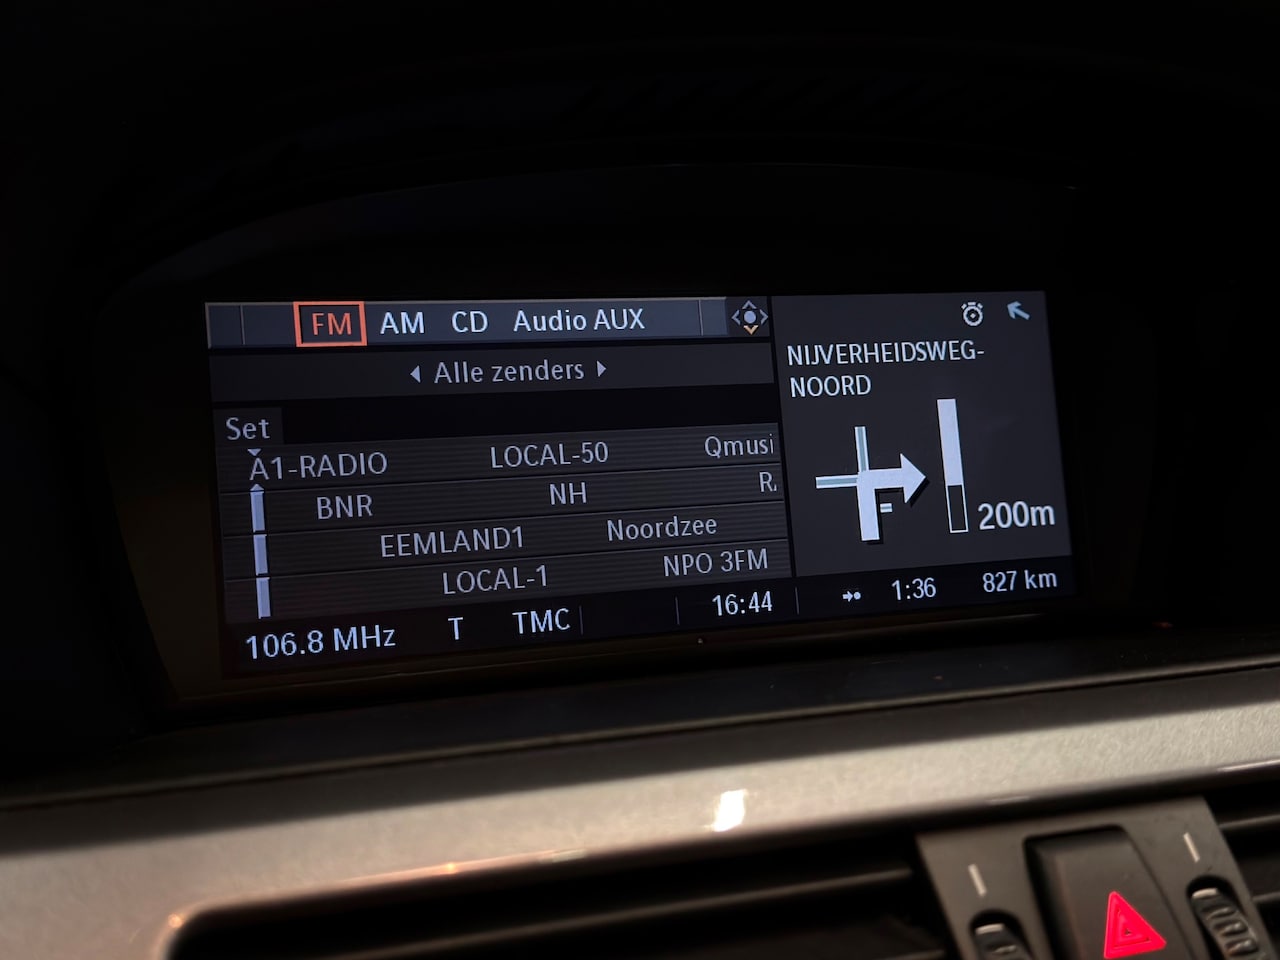 FM AM CD Audio AUX
Alle zenders
Set
A1-RADIO LOCAL-50 Qmusi
BNR NH
EEMLAND1 Noordzee
LOCAL-1 NPO 3FM
106.8 MHz T TMC 16:44
NIJVERHEIDSWEG-
NOORD
200m
1:36 827 km